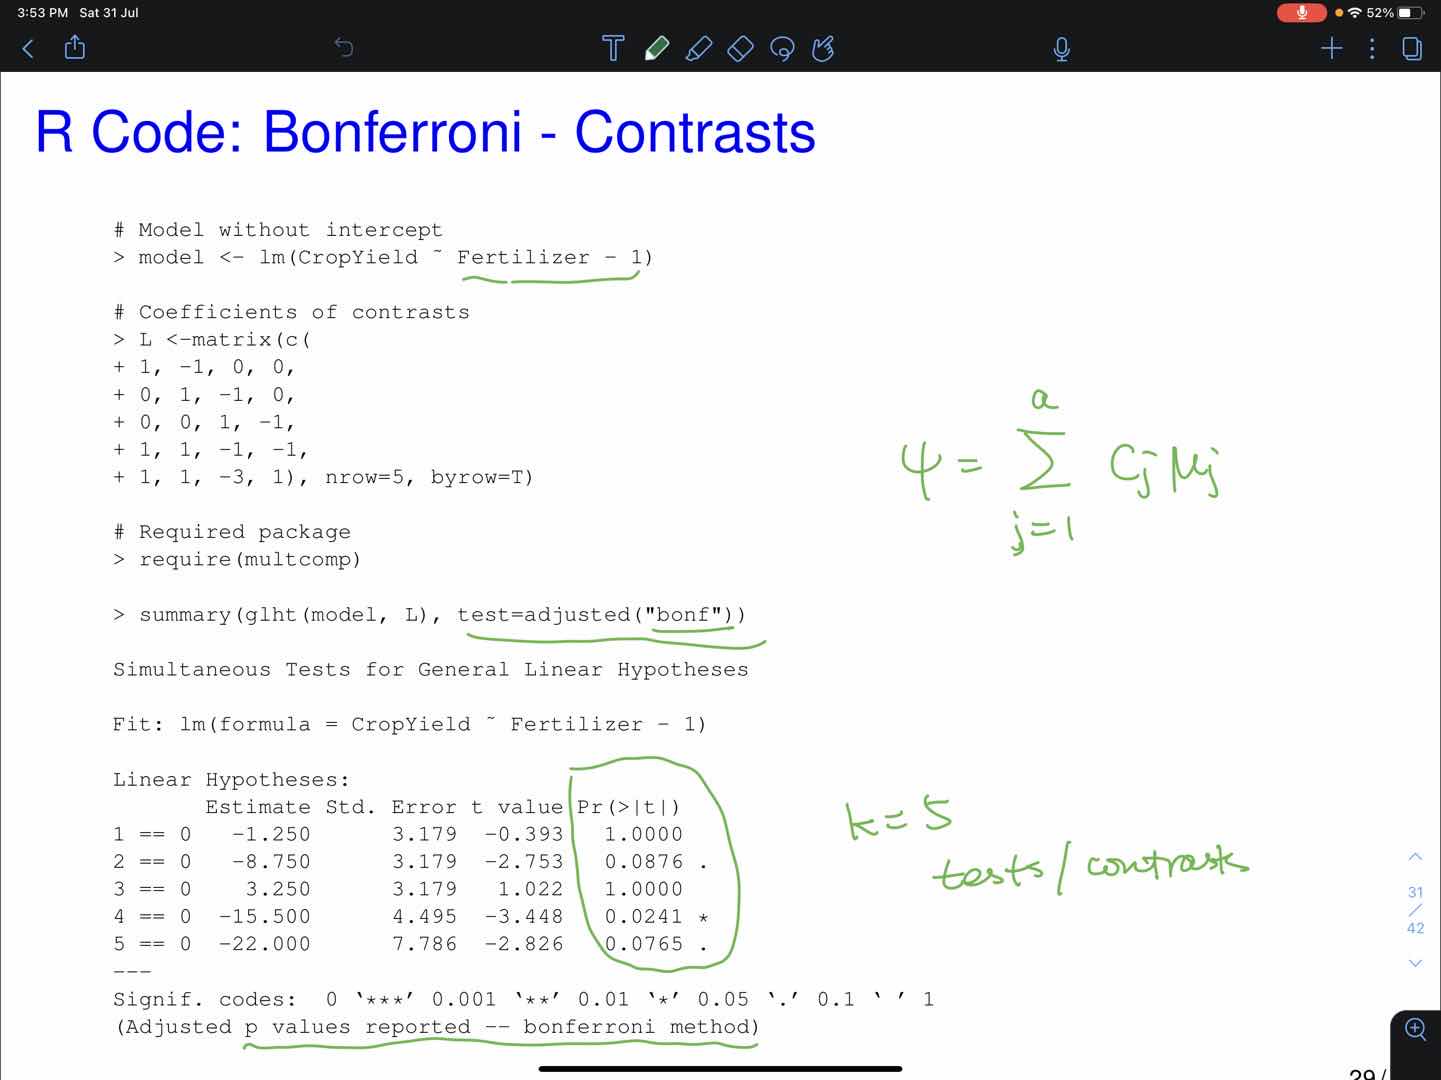 3:53 PM Sat 31 Jul
52%
R Code: Bonferroni - Contrasts
# Model without intercept
> model <- lm(CropYield ~ Fertilizer - 1)
# Coefficients of contrasts
> L <-matrix(c(
+ 1, -1, 0, 0,
+ 0, 1, -1, 0,
+ 0, 0, 1, -1,
+ 1, 1, -1, -1,
+ 1, 1, -3, 1), nrow=5, byrow=T)
a
ψ = Σ Cj μj
j=1
# Required package
> require(multcomp)
> summary(glht(model, L), test=adjusted("bonf"))
Simultaneous Tests for General Linear Hypotheses
Fit: lm(formula = CropYield ~ Fertilizer - 1)
Linear Hypotheses:
Estimate Std. Error t value Pr(>|t|)
1 == 0 -1.250 3.179 -0.393 1.0000
2 == 0 -8.750 3.179 -2.753 0.0876 .
3 == 0 3.250 3.179 1.022 1.0000
4 == 0 -15.500 4.495 -3.448 0.0241 *
5 == 0 -22.000 7.786 -2.826 0.0765 .
---
k = 5
tests / contrasts
Signif. codes: 0 ‘***’ 0.001 ‘**’ 0.01 ‘*’ 0.05 ‘.’ 0.1 ‘ ’ 1
(Adjusted p values reported -- bonferroni method)
31
/
42